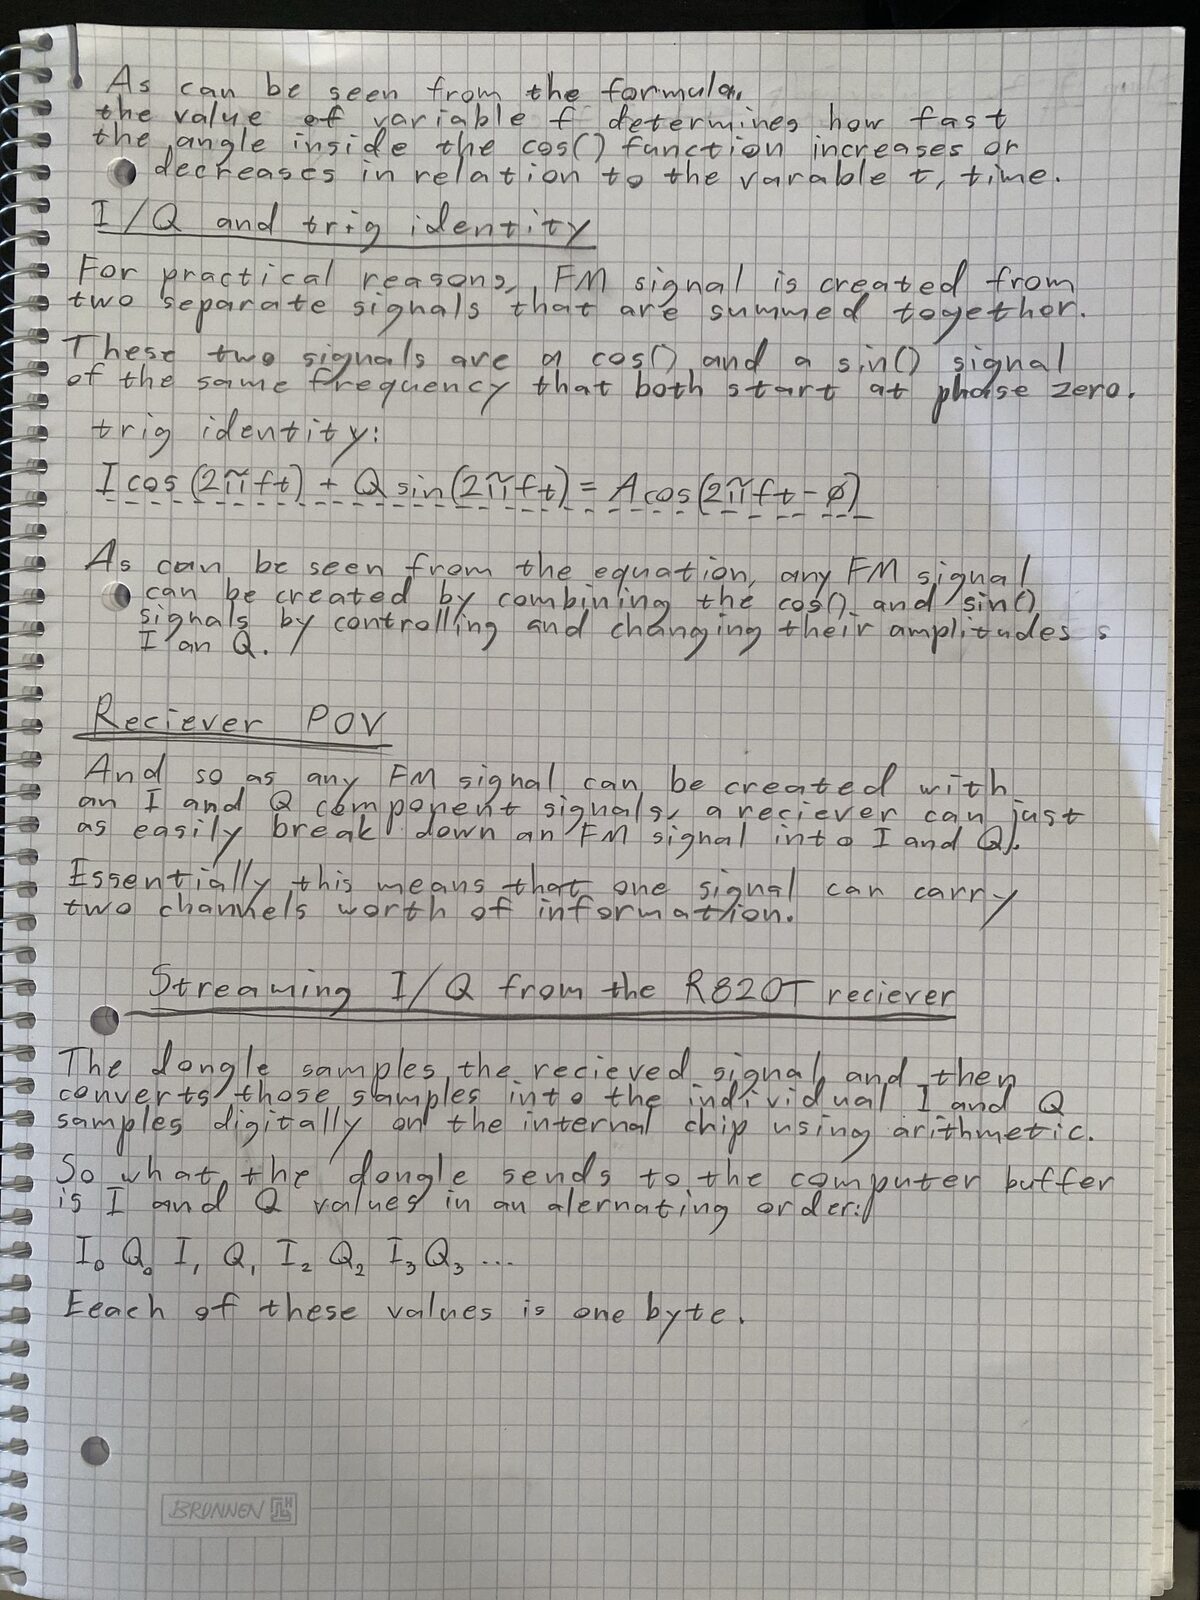 As can be seen from the formula,
the value of variable f determines how fast
the angle inside the cos() function increases or
decreases in relation to the varable t, time.
I/Q and trig identity
For practical reasons, FM signal is created from
two separate signals that are summed together.
These two signals are a cos() and a sin() signal
of the same frequency that both start at phase zero.
trig identity:
I cos(2πft) + Q sin(2πft) = A cos(2πft - ø)
As can be seen from the equation, any FM signal
can be created by combining the cos() and sin()
signals by controlling and changing their amplitudes
I an Q.
Reciever POV
And so as any FM signal can be created with
an I and Q component signals, a reciever can just
as easily break down an FM signal into I and Q.
Essentially this means that one signal can carry
two channels worth of information.
Streaming I/Q from the R820T reciever
The dongle samples the recieved signal and then
converts those samples into the individual I and Q
samples digitally on the internal chip using arithmetic.
So what the dongle sends to the computer buffer
is I and Q values in an alernating order:
I₀ Q₀ I₁ Q₁ I₂ Q₂ I₃ Q₃ ...
Eeach of these values is one byte.
BRUNNEN